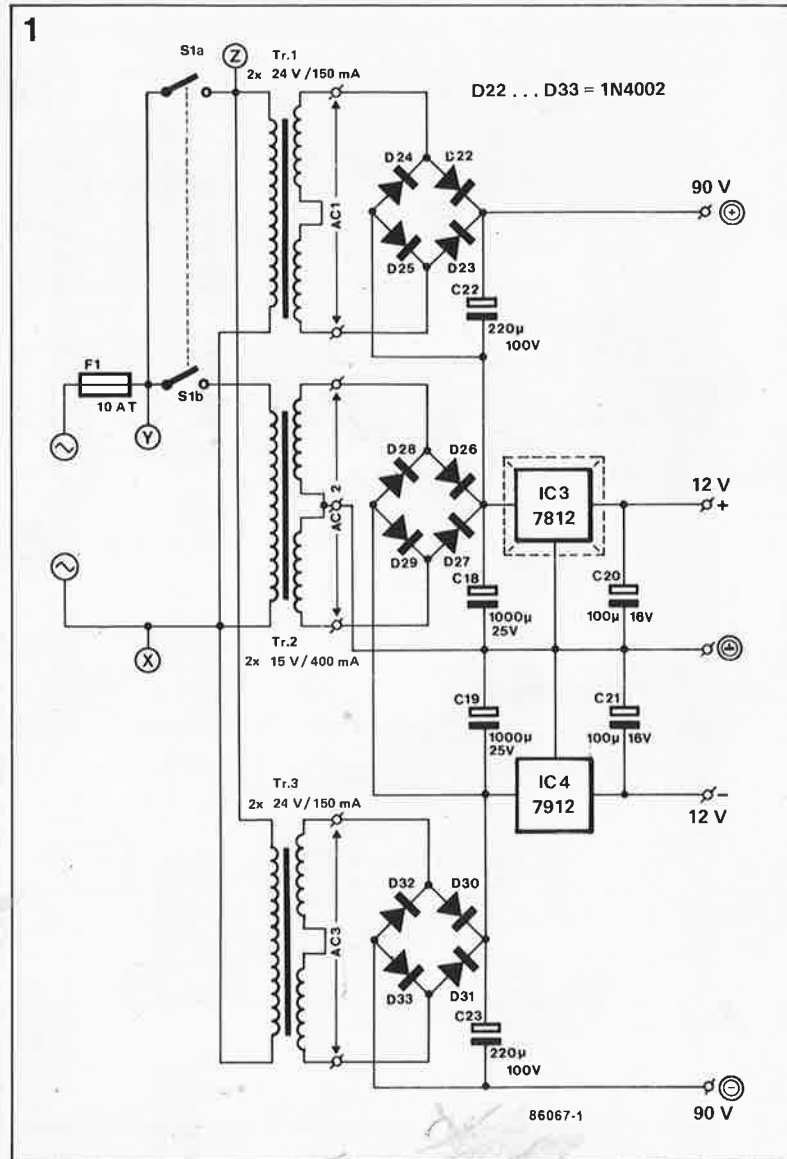 1
S1a
Z
Tr.1
2x 24 V/150 mA
D22 . . . D33 = 1N4002
D24
D22
AC1
D25
D23
90 V
+
C22
220µ
100V
F1
10 A T
S1b
Y
D28
D26
AC 2
D29
D27
IC3
7812
12 V
+
C18
1000µ
25V
C20
100µ 16V
X
Tr.2
2x 15 V/400 mA
C19
1000µ
25V
C21
100µ 16V
IC4
7912
−
12 V
Tr.3
2x 24 V/150 mA
D32
D30
AC3
D33
D31
C23
220µ
100V
−
90 V
86067-1